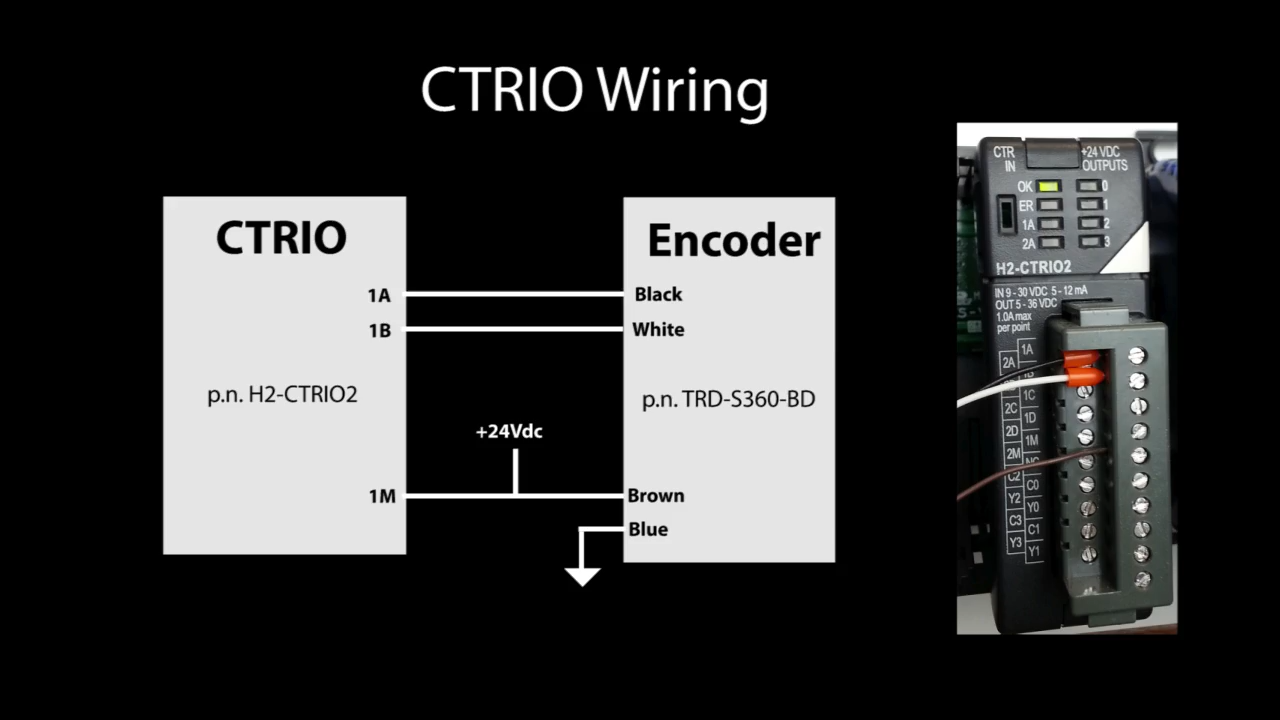 CTRIO Wiring
CTRIO
1A
1B
p.n. H2-CTRIO2
1M
+24Vdc
Encoder
Black
White
p.n. TRD-S360-BD
Brown
Blue
CTR IN
+24 VDC OUTPUTS
OK 0
ER 1
1A 2
2A 3
H2-CTRIO2
IN 9 - 30 VDC 5 - 12 mA
OUT 5 - 36 VDC
1.0A max
per point
1A
2A
1C
2C
1D
2D
1M
2M
NC
C2
C0
Y2
Y0
C3
C1
Y3
Y1